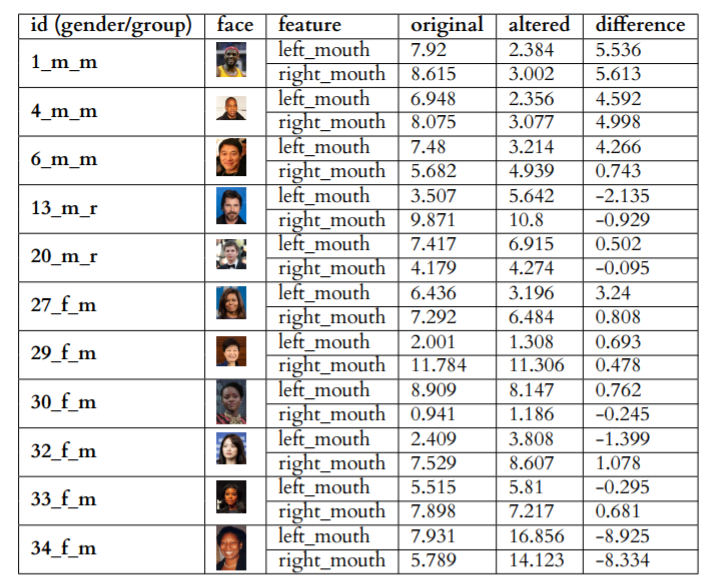 id (gender/group) face feature original altered difference
1_m_m left_mouth 7.92 2.384 5.536
right_mouth 8.615 3.002 5.613
4_m_m left_mouth 6.948 2.356 4.592
right_mouth 8.075 3.077 4.998
6_m_m left_mouth 7.48 3.214 4.266
right_mouth 5.682 4.939 0.743
13_m_r left_mouth 3.507 5.642 −2.135
right_mouth 9.871 10.8 −0.929
20_m_r left_mouth 7.417 6.915 0.502
right_mouth 4.179 4.274 −0.095
27_f_m left_mouth 6.436 3.196 3.24
right_mouth 7.292 6.484 0.808
29_f_m left_mouth 2.001 1.308 0.693
right_mouth 11.784 11.306 0.478
30_f_m left_mouth 8.909 8.147 0.762
right_mouth 0.941 1.186 −0.245
32_f_m left_mouth 2.409 3.808 −1.399
right_mouth 7.529 8.607 1.078
33_f_m left_mouth 5.515 5.81 −0.295
right_mouth 7.898 7.217 0.681
34_f_m left_mouth 7.931 16.856 −8.925
right_mouth 5.789 14.123 −8.334